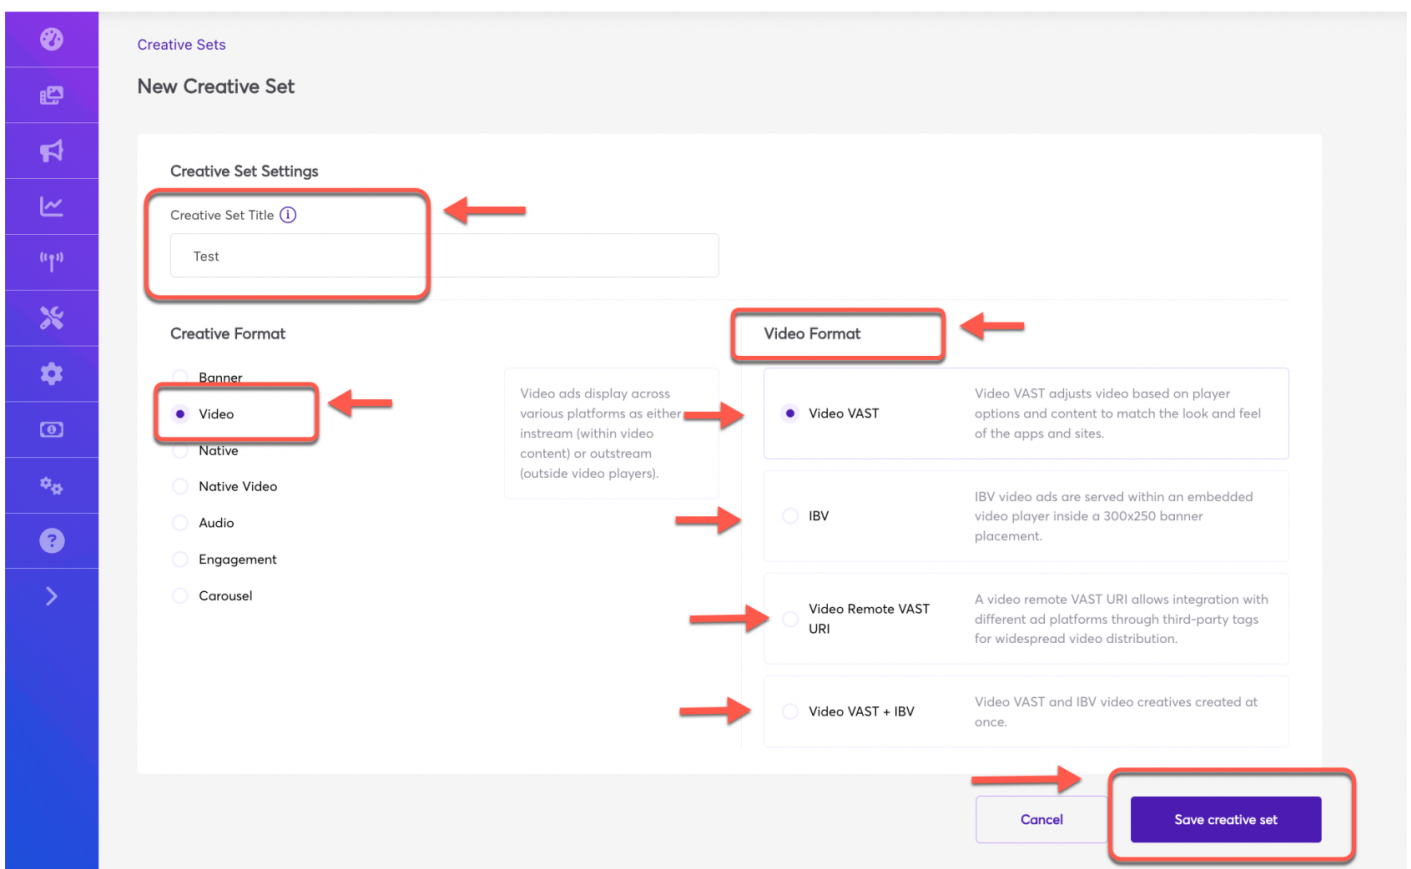 Creative Sets
New Creative Set
Creative Set Settings
Creative Set Title
Test
Creative Format
Banner
Video
Native
Native Video
Audio
Engagement
Carousel
Video ads display across
various platforms as either
instream (within video
content) or outstream
(outside video players).
Video Format
Video VAST
Video VAST adjusts video based on player
options and content to match the look and feel
of the apps and sites.
IBV
IBV video ads are served within an embedded
video player inside a 300x250 banner
placement.
Video Remote VAST
URI
A video remote VAST URI allows integration with
different ad platforms through third-party tags
for widespread video distribution.
Video VAST + IBV
Video VAST and IBV video creatives created at
once.
Cancel
Save creative set